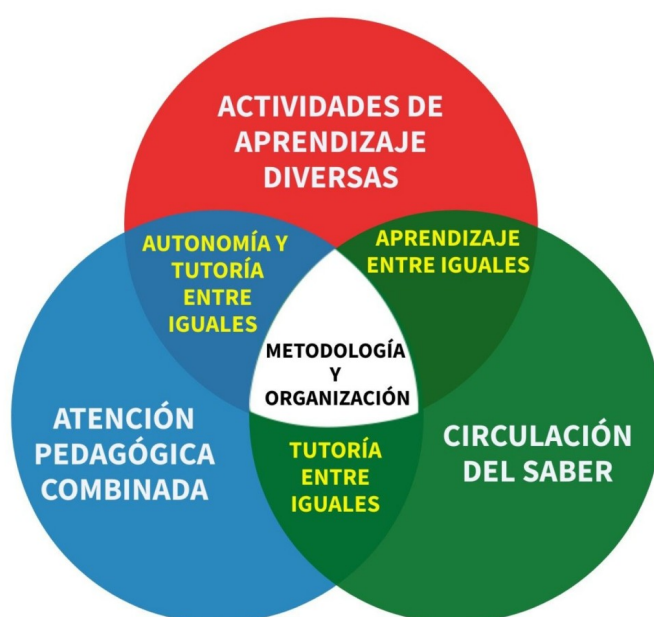 ACTIVIDADES DE
APRENDIZAJE
DIVERSAS
AUTONOMÍA Y
TUTORÍA
ENTRE
IGUALES
APRENDIZAJE
ENTRE IGUALES
METODOLOGÍA
Y
ORGANIZACIÓN
ATENCIÓN
PEDAGÓGICA
COMBINADA
CIRCULACIÓN
DEL SABER
TUTORÍA
ENTRE
IGUALES